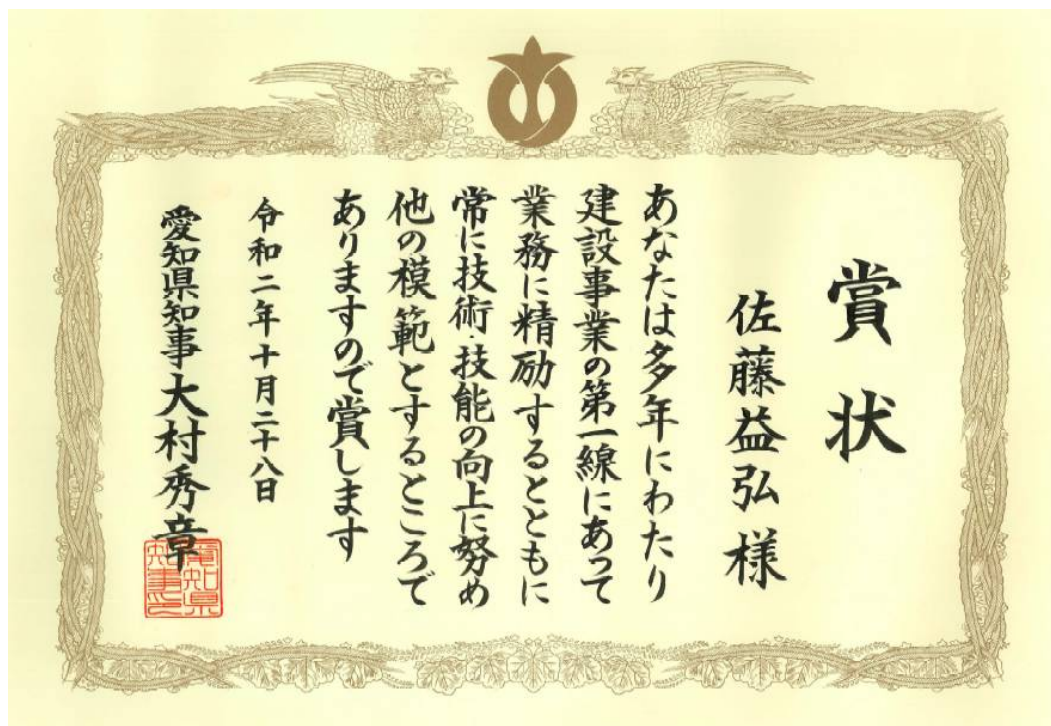 賞状
佐藤益弘様
あなたは多年にわたり
建設事業の第一線にあって
業務に精励するとともに
常に技術・技能の向上に努め
他の模範とするところで
ありますので賞します
令和二年十月二十八日
愛知県知事大村秀章
愛知県
知事之印